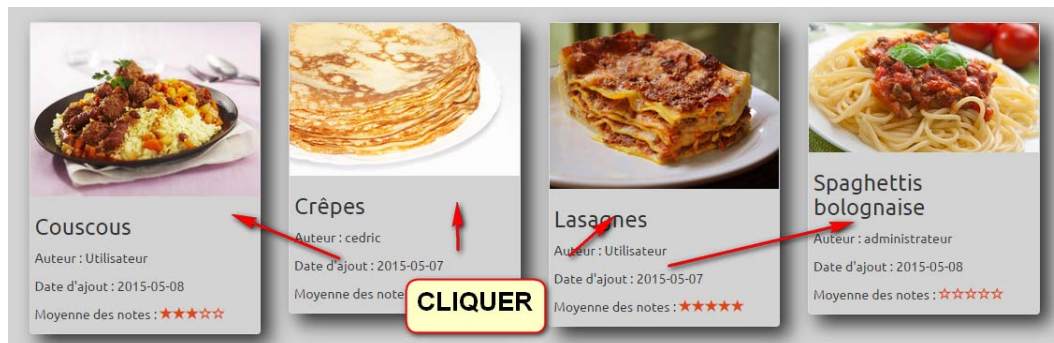 Couscous
Auteur : Utilisateur
Date d'ajout : 2015-05-08
Moyenne des notes : ★★★☆☆
Crêpes
Auteur : cedric
Date d'ajout : 2015-05-07
Moyenne des notes
CLIQUER
Lasagnes
Auteur : Utilisateur
Date d'ajout : 2015-05-07
Moyenne des notes : ★★★★★
Spaghettis
bolognaise
Auteur : administrateur
Date d'ajout : 2015-05-08
Moyenne des notes : ☆☆☆☆☆